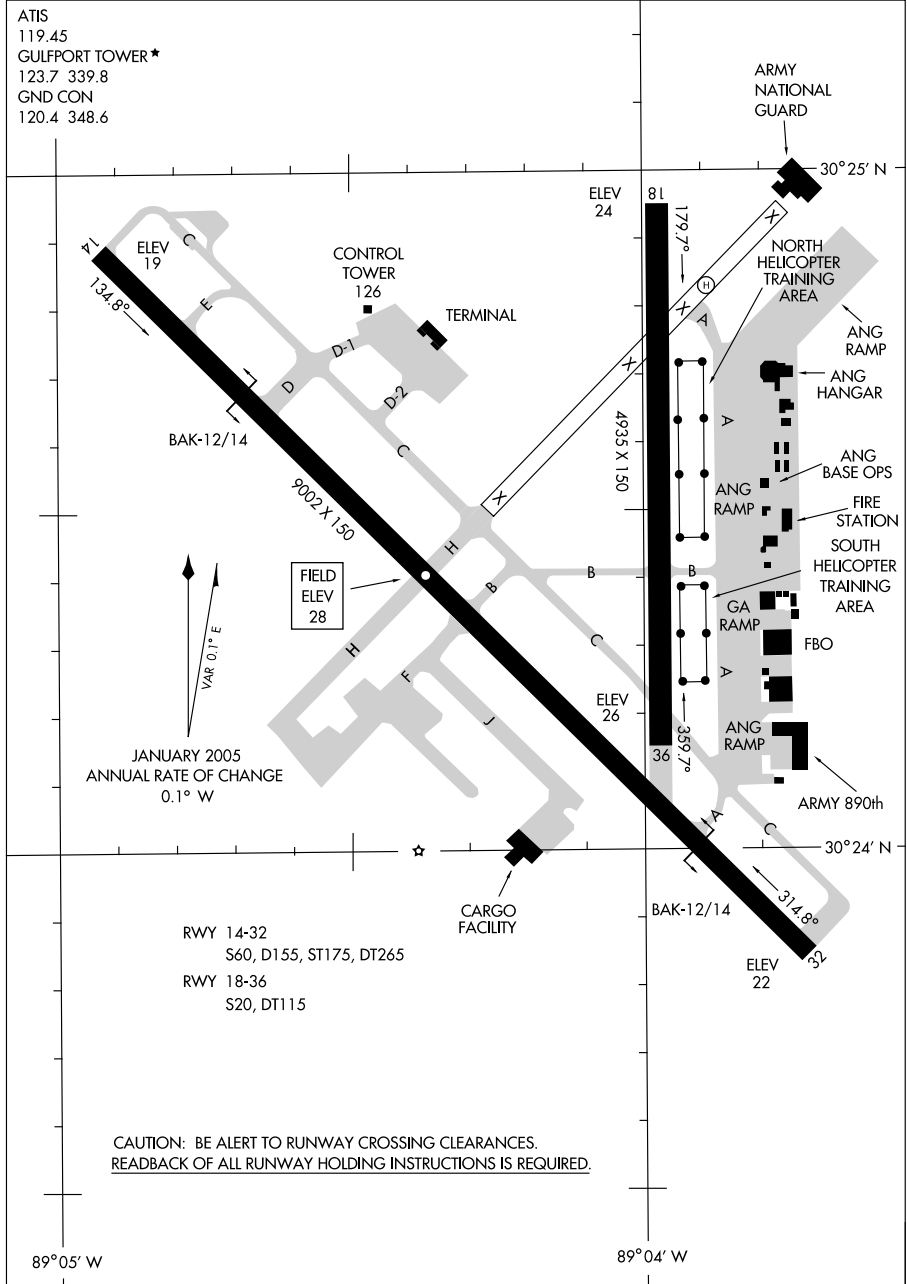 ATIS
119.45
GULFPORT TOWER★
123.7 339.8
GND CON
120.4 348.6
ARMY
NATIONAL
GUARD
30°25' N
ELEV
24
18
179.7°
X
H
X
A
X
X
NORTH
HELICOPTER
TRAINING
AREA
14
ELEV
19
134.8°
C
E
CONTROL
TOWER
126
TERMINAL
D-1
D
D-2
C
BAK-12/14
9002 X 150
4935 X 150
ANG
RAMP
ANG
HANGAR
A
ANG
RAMP
ANG
BASE OPS
FIRE
STATION
SOUTH
HELICOPTER
TRAINING
AREA
H
B
B
B
C
FIELD
ELEV
28
H
F
J
GA
RAMP
FBO
A
VAR 0.1° E
JANUARY 2005
ANNUAL RATE OF CHANGE
0.1° W
ELEV
26
36
359.7°
ANG
RAMP
ARMY 890th
A
C
30°24' N
CARGO
FACILITY
BAK-12/14
314.8°
32
ELEV
22
RWY 14-32
S60, D155, ST175, DT265
RWY 18-36
S20, DT115
CAUTION: BE ALERT TO RUNWAY CROSSING CLEARANCES.
READBACK OF ALL RUNWAY HOLDING INSTRUCTIONS IS REQUIRED.
89°05' W
89°04' W